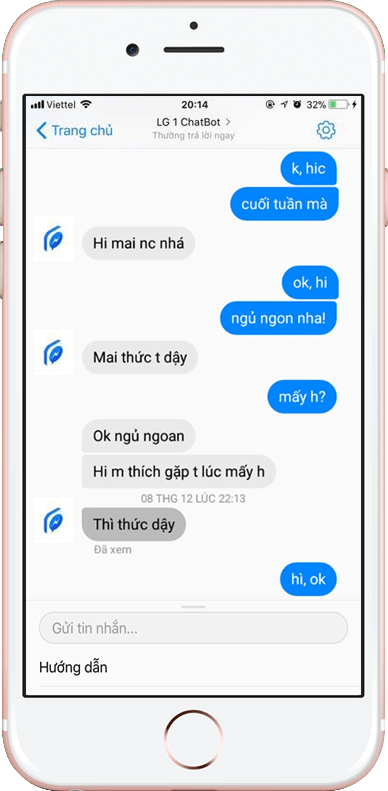 Viettel 20:14 32%
Trang chủ LG 1 ChatBot
Thường trả lời ngay
k, hic
cuối tuần mà
Hi mai nc nhá
ok, hi
ngủ ngon nha!
Mai thức t dậy
mấy h?
Ok ngủ ngoan
Hi m thích gặp t lúc mấy h
08 THG 12 LÚC 22:13
Thì thức dậy
Đã xem
hì, ok
Gửi tin nhắn...
Hướng dẫn